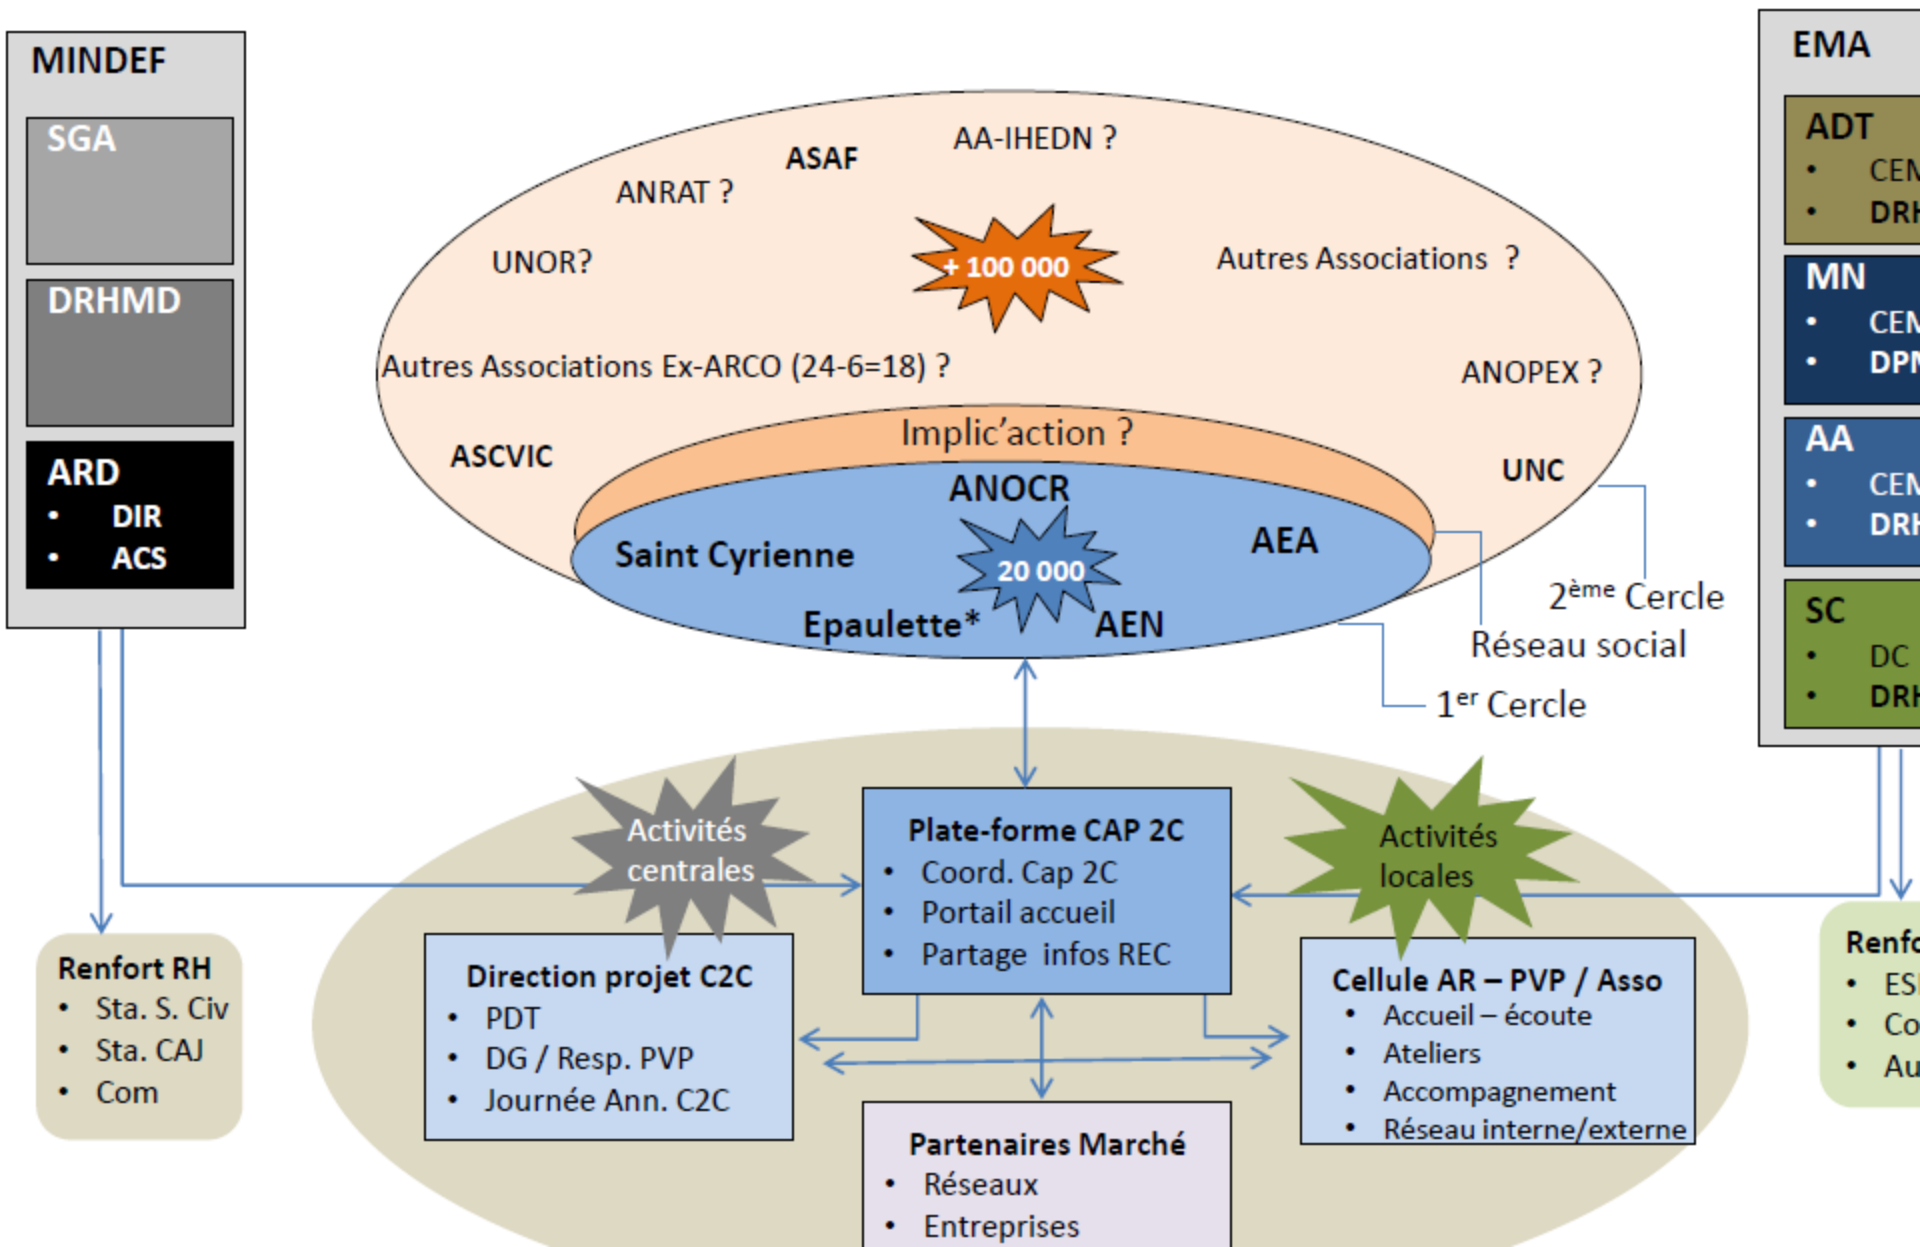 MINDEF
SGA
DRHMD
ARD
• DIR
• ACS
AA-IHEDN ?
ASAF
ANRAT ?
UNOR?
+ 100 000
Autres Associations ?
Autres Associations Ex-ARCO (24-6=18) ?
ANOPEX ?
ASCVIC
UNC
Implic’action ?
ANOCR
Saint Cyrienne
AEA
20 000
Epaulette*
AEN
2ème Cercle
Réseau social
1er Cercle
EMA
ADT
•
•
MN
•
•
AA
•
•
SC
• DC
•
Activités
centrales
Activités
locales
Plate-forme CAP 2C
• Coord. Cap 2C
• Portail accueil
• Partage infos REC
Renfort RH
• Sta. S. Civ
• Sta. CAJ
• Com
Direction projet C2C
• PDT
• DG / Resp. PVP
• Journée Ann. C2C
Cellule AR – PVP / Asso
• Accueil – écoute
• Ateliers
• Accompagnement
• Réseau interne/externe
Partenaires Marché
• Réseaux
• Entreprises